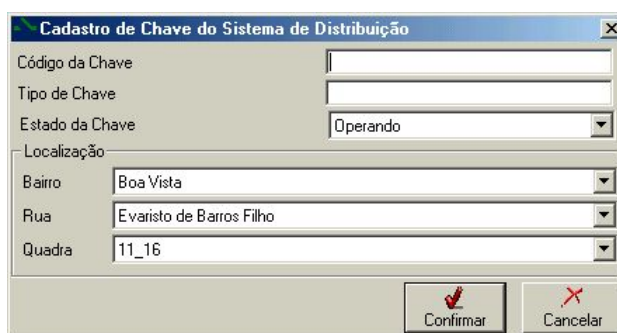 Cadastro de Chave do Sistema de Distribuição
Código da Chave
Tipo de Chave
Estado da Chave Operando
Localização
Bairro Boa Vista
Rua Evaristo de Barros Filho
Quadra 11_16
Confirmar Cancelar